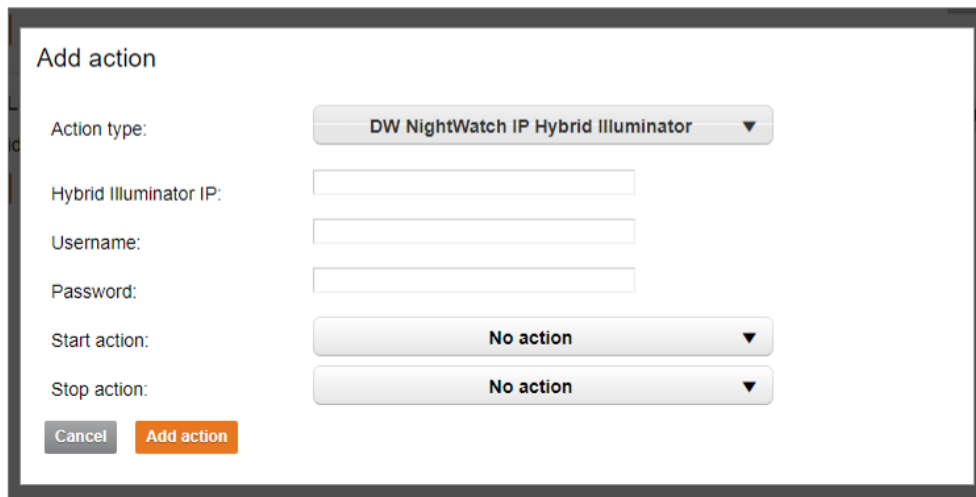 Add action
Action type: DW NightWatch IP Hybrid Illuminator
Hybrid Illuminator IP:
Username:
Password:
Start action: No action
Stop action: No action
Cancel Add action